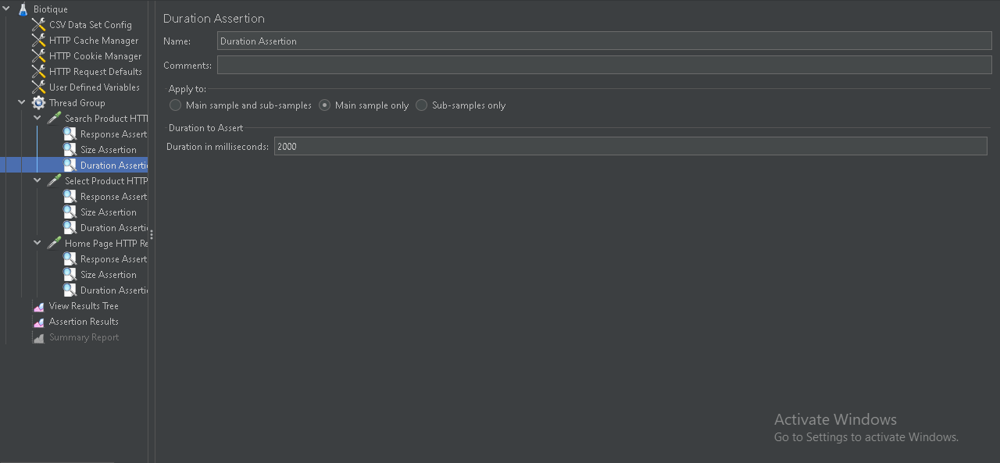 Biotique
CSV Data Set Config
HTTP Cache Manager
HTTP Cookie Manager
HTTP Request Defaults
User Defined Variables
Thread Group
Search Product HTT
Response Assert
Size Assertion
Duration Asserti
Select Product HTTP
Response Assert
Size Assertion
Duration Asserti
Home Page HTTP Re
Response Assert
Size Assertion
Duration Asserti
View Results Tree
Assertion Results
Summary Report
Duration Assertion
Name: Duration Assertion
Comments:
Apply to:
Main sample and sub-samples Main sample only Sub-samples only
Duration to Assert
Duration in milliseconds: 2000
Activate Windows
Go to Settings to activate Windows.